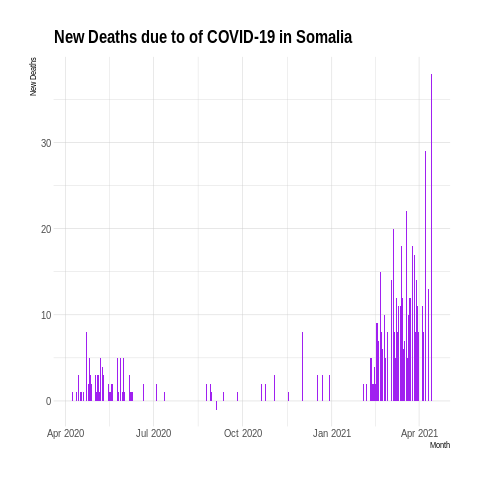 New Deaths due to of COVID-19 in Somalia
New Deaths
30
20
10
0
Apr 2020 Jul 2020 Oct 2020 Jan 2021 Apr 2021
Month